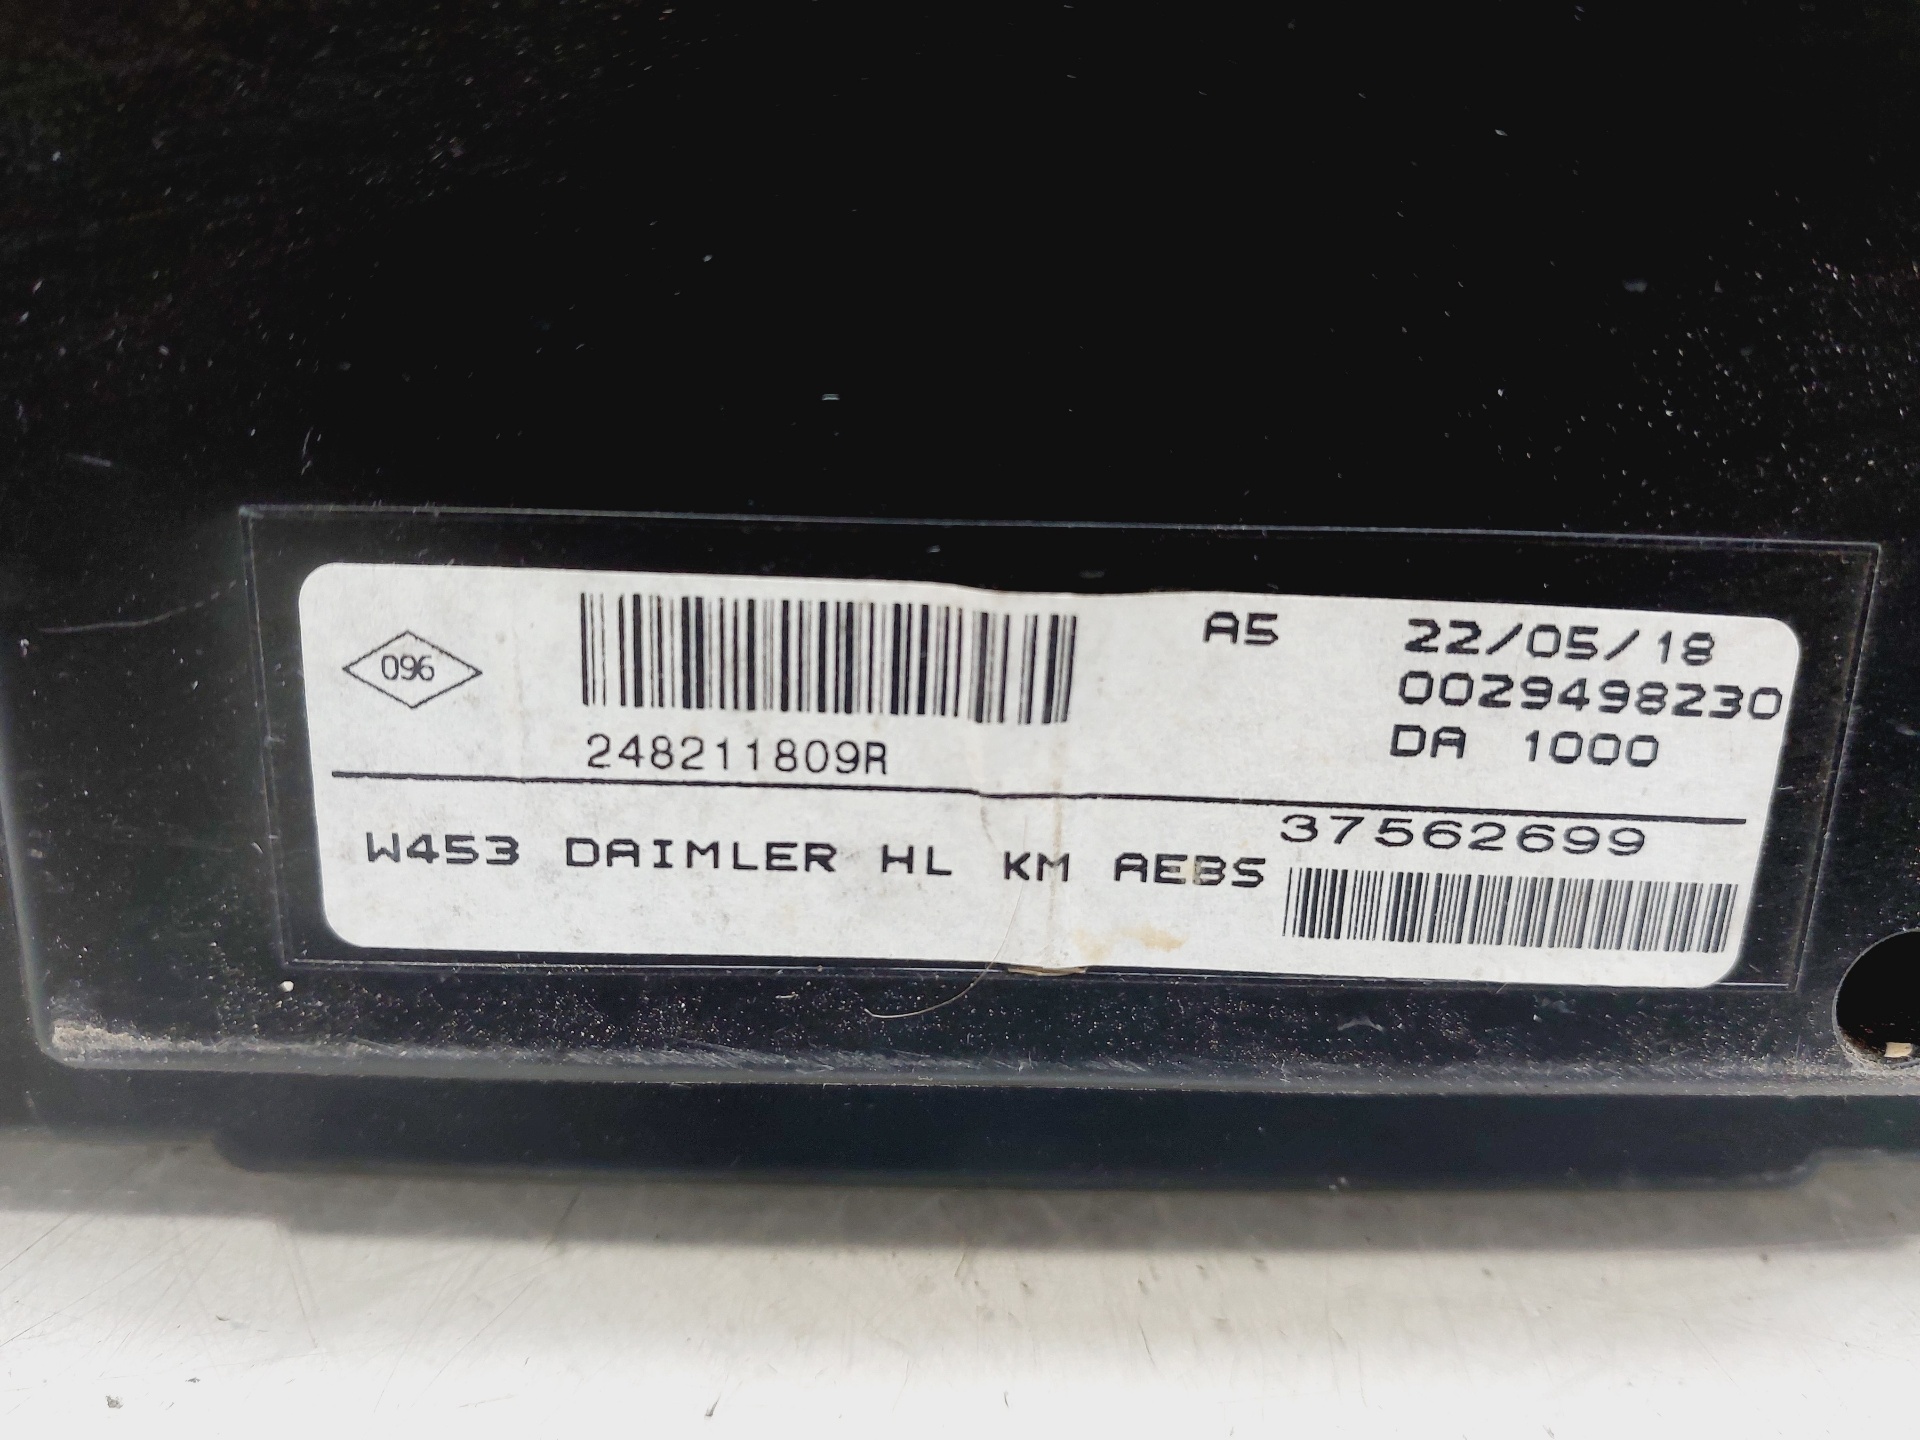 096
A5 22/05/18
0029498230
248211809R DA 1000
37562699
W453 DAIMLER HL KM AEBS